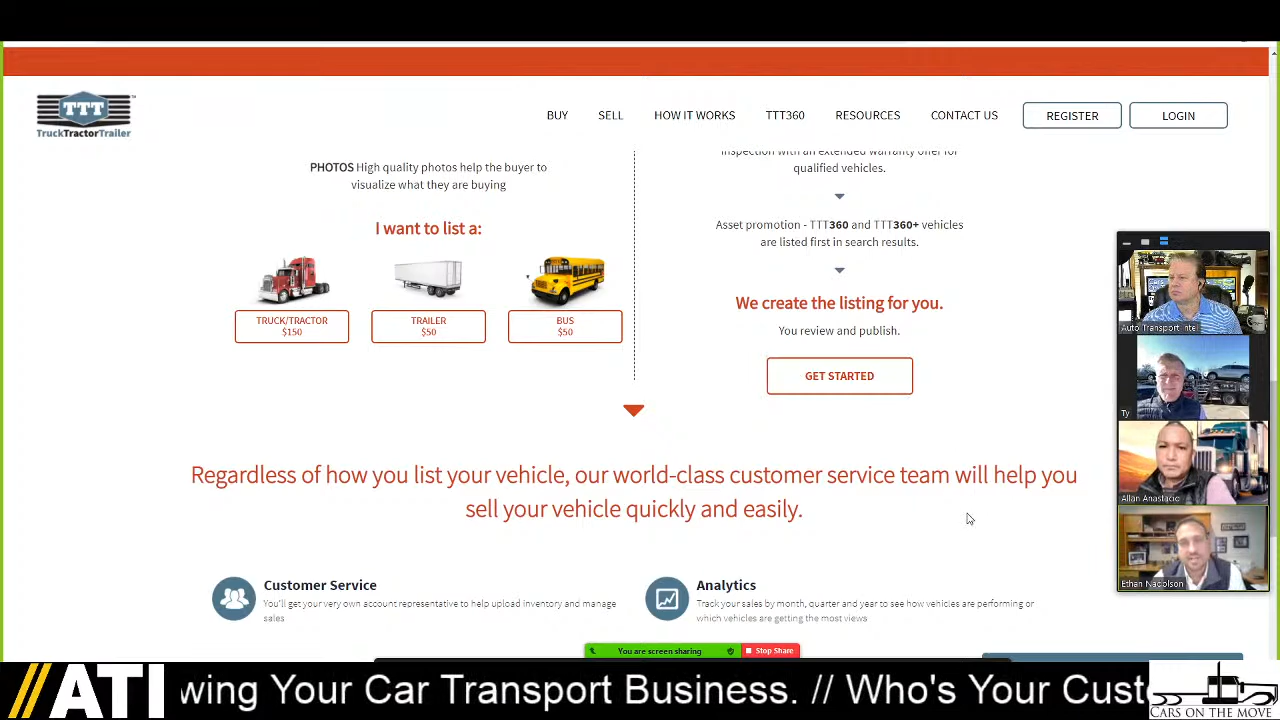 TTT
TruckTractorTrailer
BUY SELL HOW IT WORKS TTT360 RESOURCES CONTACT US REGISTER LOGIN
PHOTOS High quality photos help the buyer to
visualize what they are buying
I want to list a:
TRUCK/TRACTOR
$150
TRAILER
$50
BUS
$50
inspection with an extended warranty offer for
qualified vehicles.
Asset promotion - TTT360 and TTT360+ vehicles
are listed first in search results.
We create the listing for you.
You review and publish.
GET STARTED
Regardless of how you list your vehicle, our world-class customer service team will help you
sell your vehicle quickly and easily.
Customer Service
You'll get your very own account representative to help upload inventory and manage
sales
Analytics
Track your sales by month, quarter and year to see how vehicles are performing or
which vehicles are getting the most views
Auto Transport Intel
Ty
Allan Anastacio
Ethan Nadolson
You are screen sharing Stop Share
//ATI wing Your Car Transport Business. // Who's Your Cust
CARS ON THE MOVE